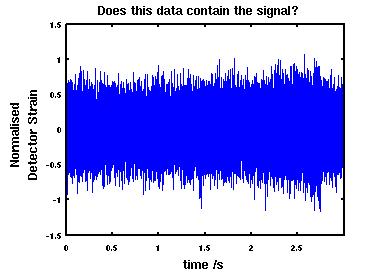 Does this data contain the signal?
1.5
1
0.5
0
-0.5
-1
-1.5
Normalised
Detector Strain
0 0.5 1 1.5 2 2.5
time /s